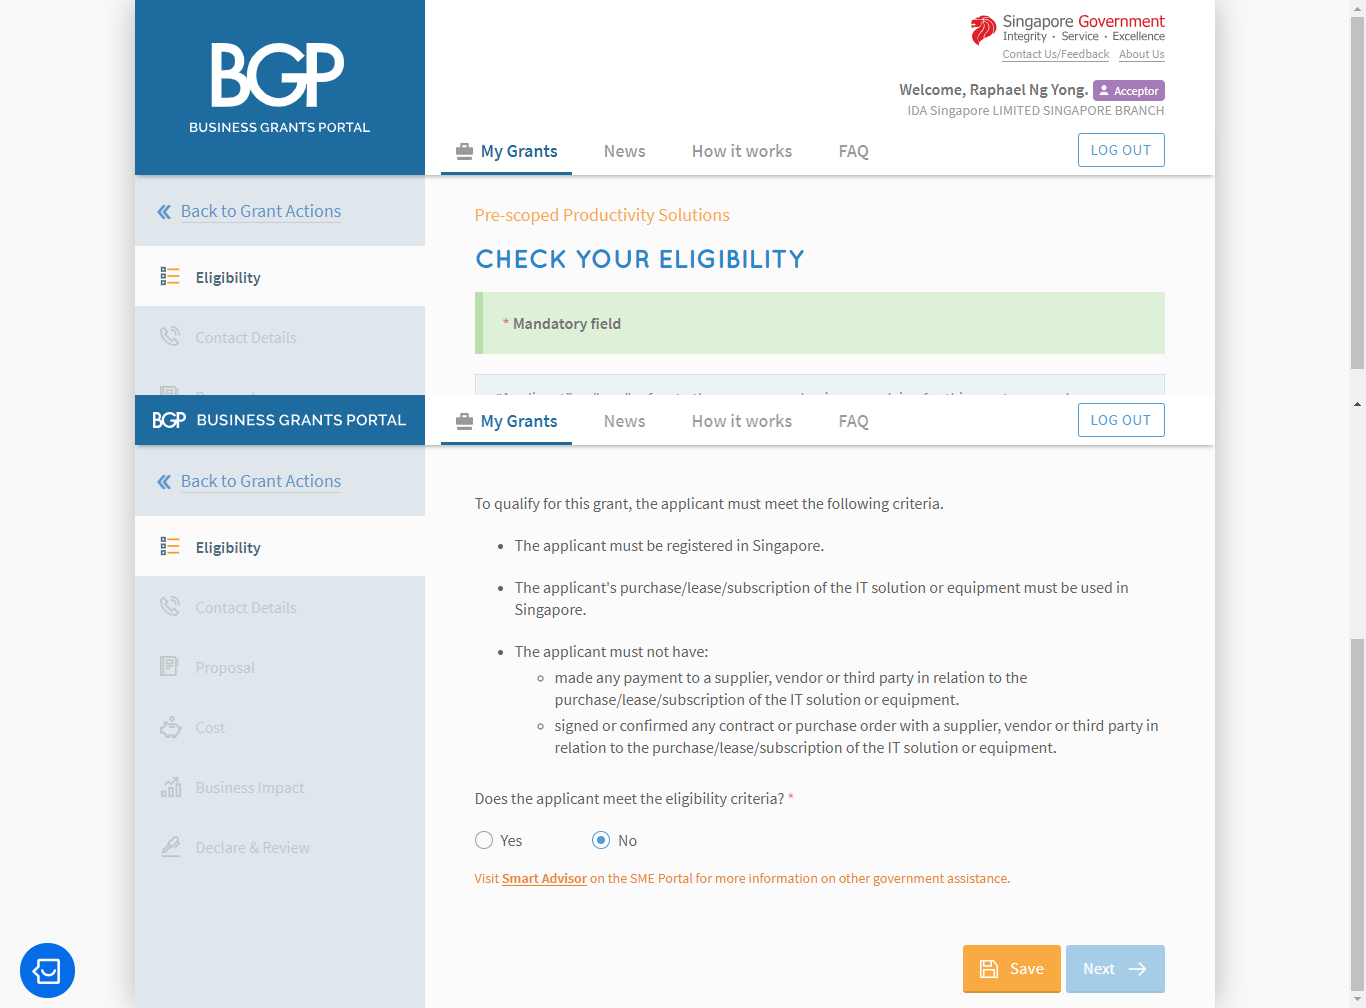 BGP
BUSINESS GRANTS PORTAL
Singapore Government
Integrity · Service · Excellence
Contact Us/Feedback About Us
Welcome, Raphael Ng Yong. Acceptor
IDA Singapore LIMITED SINGAPORE BRANCH
My Grants News How it works FAQ LOG OUT
Back to Grant Actions
Eligibility
Contact Details
Pre-scoped Productivity Solutions
CHECK YOUR ELIGIBILITY
* Mandatory field
BGP BUSINESS GRANTS PORTAL
My Grants News How it works FAQ LOG OUT
Back to Grant Actions
Eligibility
Contact Details
Proposal
Cost
Business Impact
Declare & Review
To qualify for this grant, the applicant must meet the following criteria.
• The applicant must be registered in Singapore.
• The applicant's purchase/lease/subscription of the IT solution or equipment must be used in
Singapore.
• The applicant must not have:
◦ made any payment to a supplier, vendor or third party in relation to the
purchase/lease/subscription of the IT solution or equipment.
◦ signed or confirmed any contract or purchase order with a supplier, vendor or third party in
relation to the purchase/lease/subscription of the IT solution or equipment.
Does the applicant meet the eligibility criteria? *
Yes No
Visit Smart Advisor on the SME Portal for more information on other government assistance.
Save Next